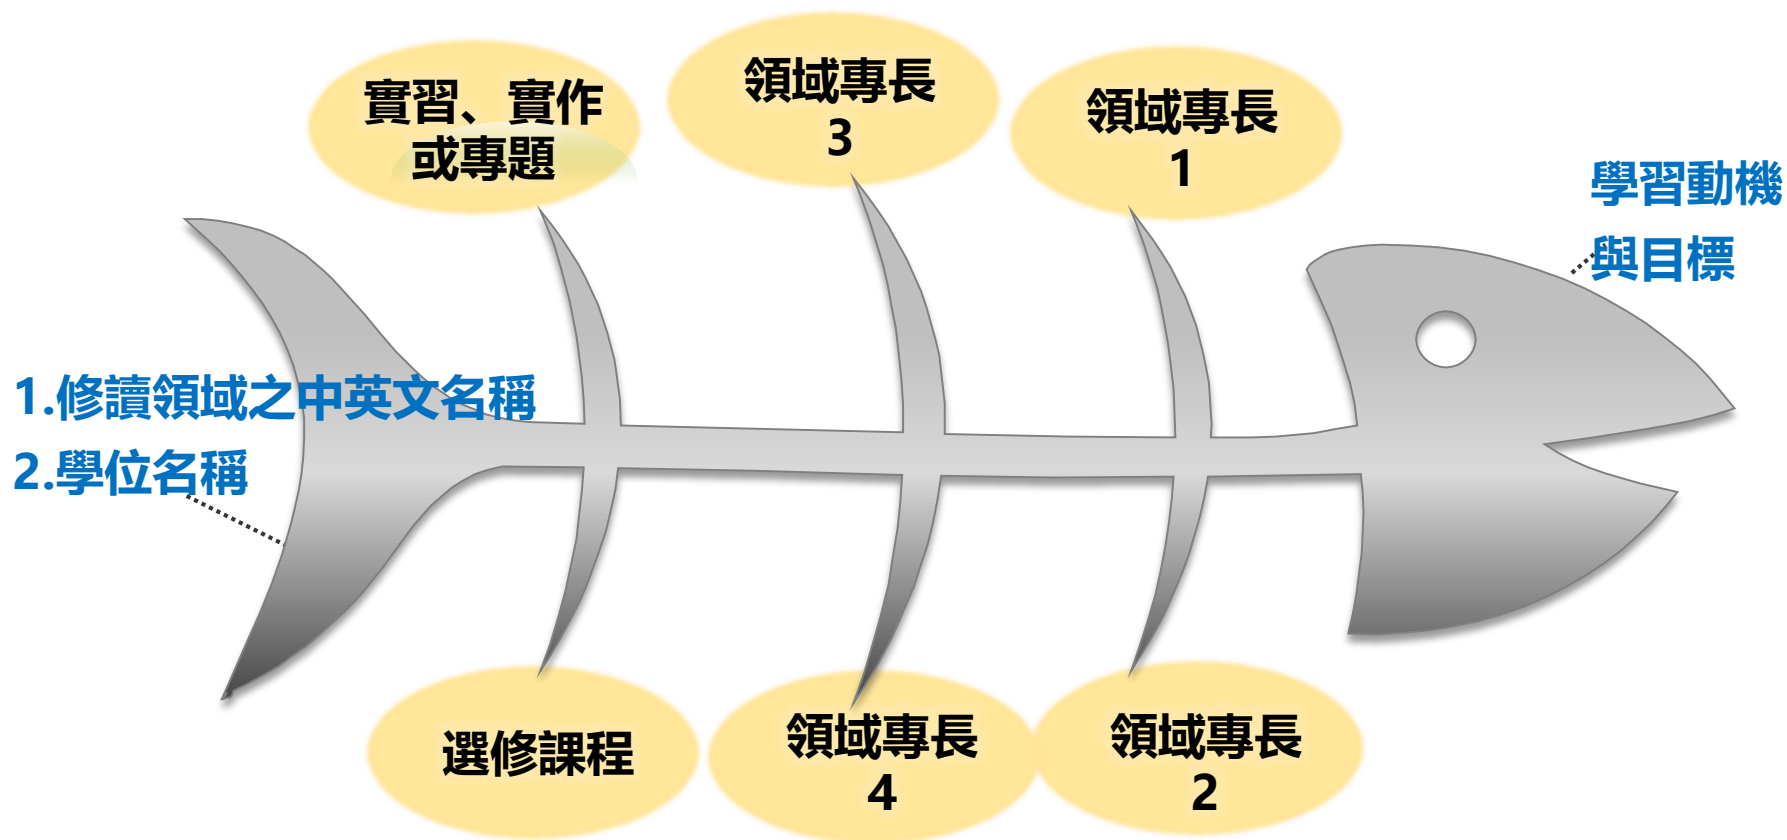 實習、實作
或專題
領域專長
3
領域專長
1
學習動機
與目標
1.修讀領域之中英文名稱
2.學位名稱
選修課程
領域專長
4
領域專長
2